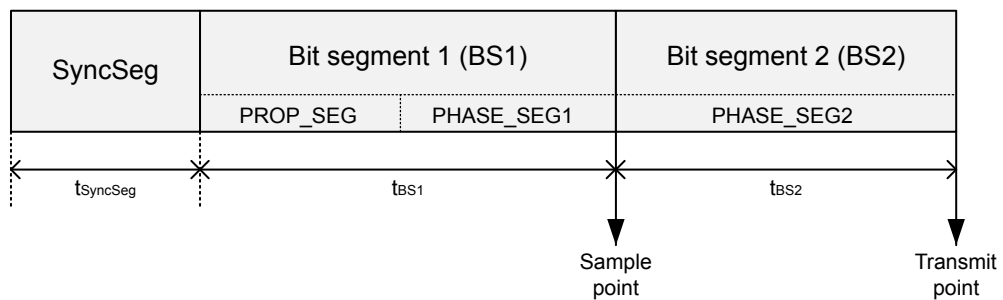 SyncSeg
Bit segment 1 (BS1)
Bit segment 2 (BS2)
PROP_SEG
PHASE_SEG1
PHASE_SEG2
tSyncSeg
tBS1
tBS2
Sample
point
Transmit
point